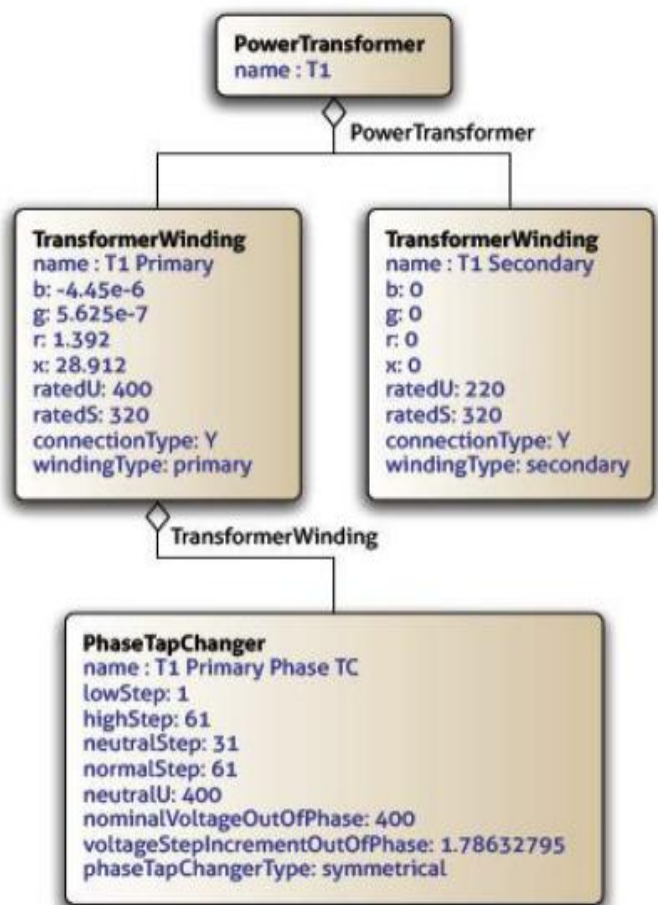 PowerTransformer
name : T1
PowerTransformer
TransformerWinding
name : T1 Primary
b: -4.45e-6
g: 5.625e-7
r: 1.392
x: 28.912
ratedU: 400
ratedS: 320
connectionType: Y
windingType: primary
TransformerWinding
name : T1 Secondary
b: 0
g: 0
r: 0
x: 0
ratedU: 220
ratedS: 320
connectionType: Y
windingType: secondary
TransformerWinding
PhaseTapChanger
name : T1 Primary Phase TC
lowStep: 1
highStep: 61
neutralStep: 31
normalStep: 61
neutralU: 400
nominalVoltageOutOfPhase: 400
voltageStepIncrementOutOfPhase: 1.78632795
phaseTapChangerType: symmetrical